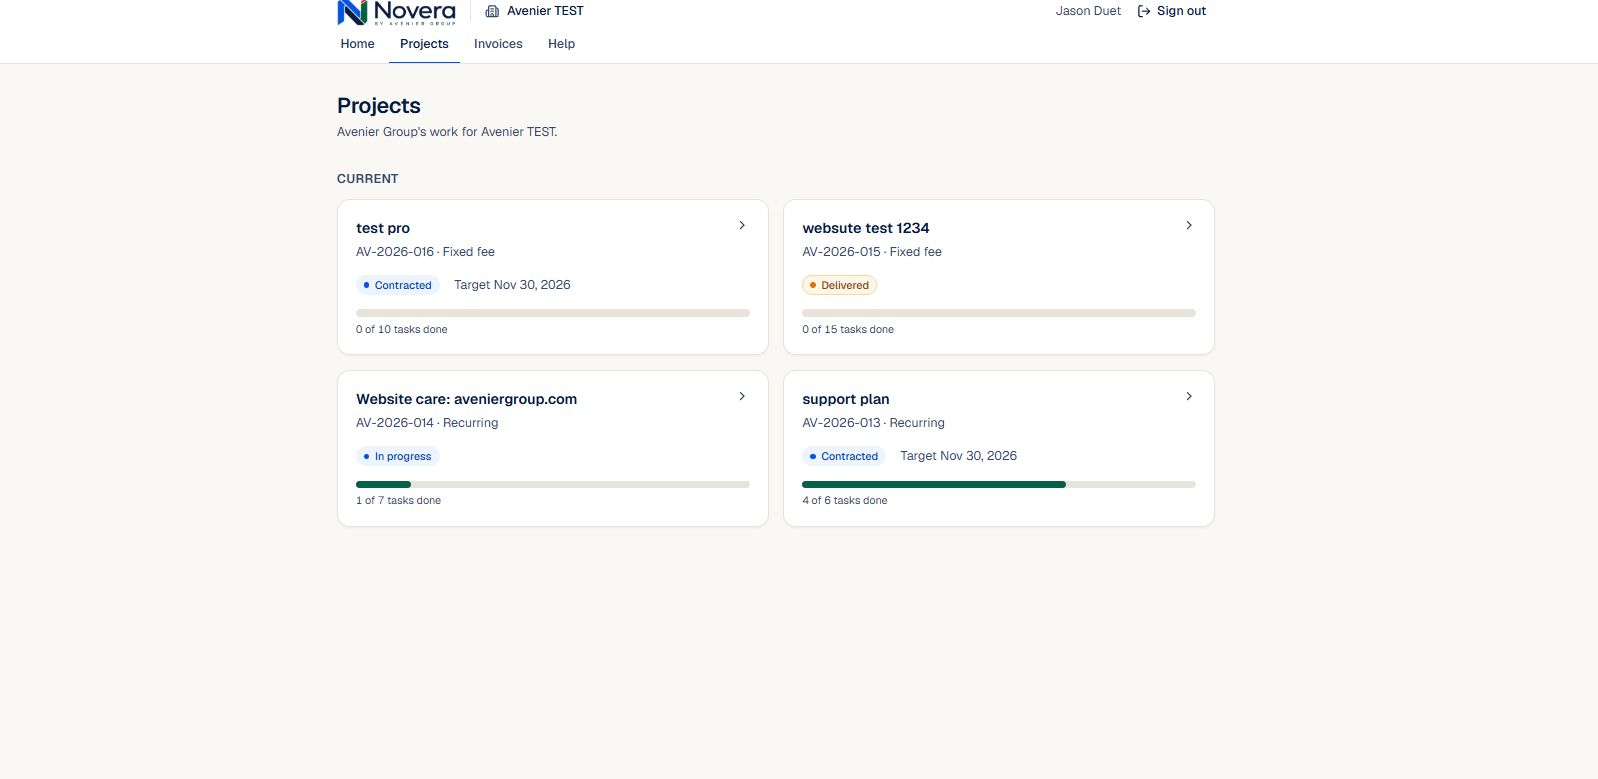 Novera
BY AVENIER GROUP
Avenier TEST
Jason Duet
Sign out
Home
Projects
Invoices
Help
Projects
Avenier Group's work for Avenier TEST.
CURRENT
test pro
AV-2026-016 · Fixed fee
Contracted
Target Nov 30, 2026
0 of 10 tasks done
websute test 1234
AV-2026-015 · Fixed fee
Delivered
0 of 15 tasks done
Website care: aveniergroup.com
AV-2026-014 · Recurring
In progress
1 of 7 tasks done
support plan
AV-2026-013 · Recurring
Contracted
Target Nov 30, 2026
4 of 6 tasks done